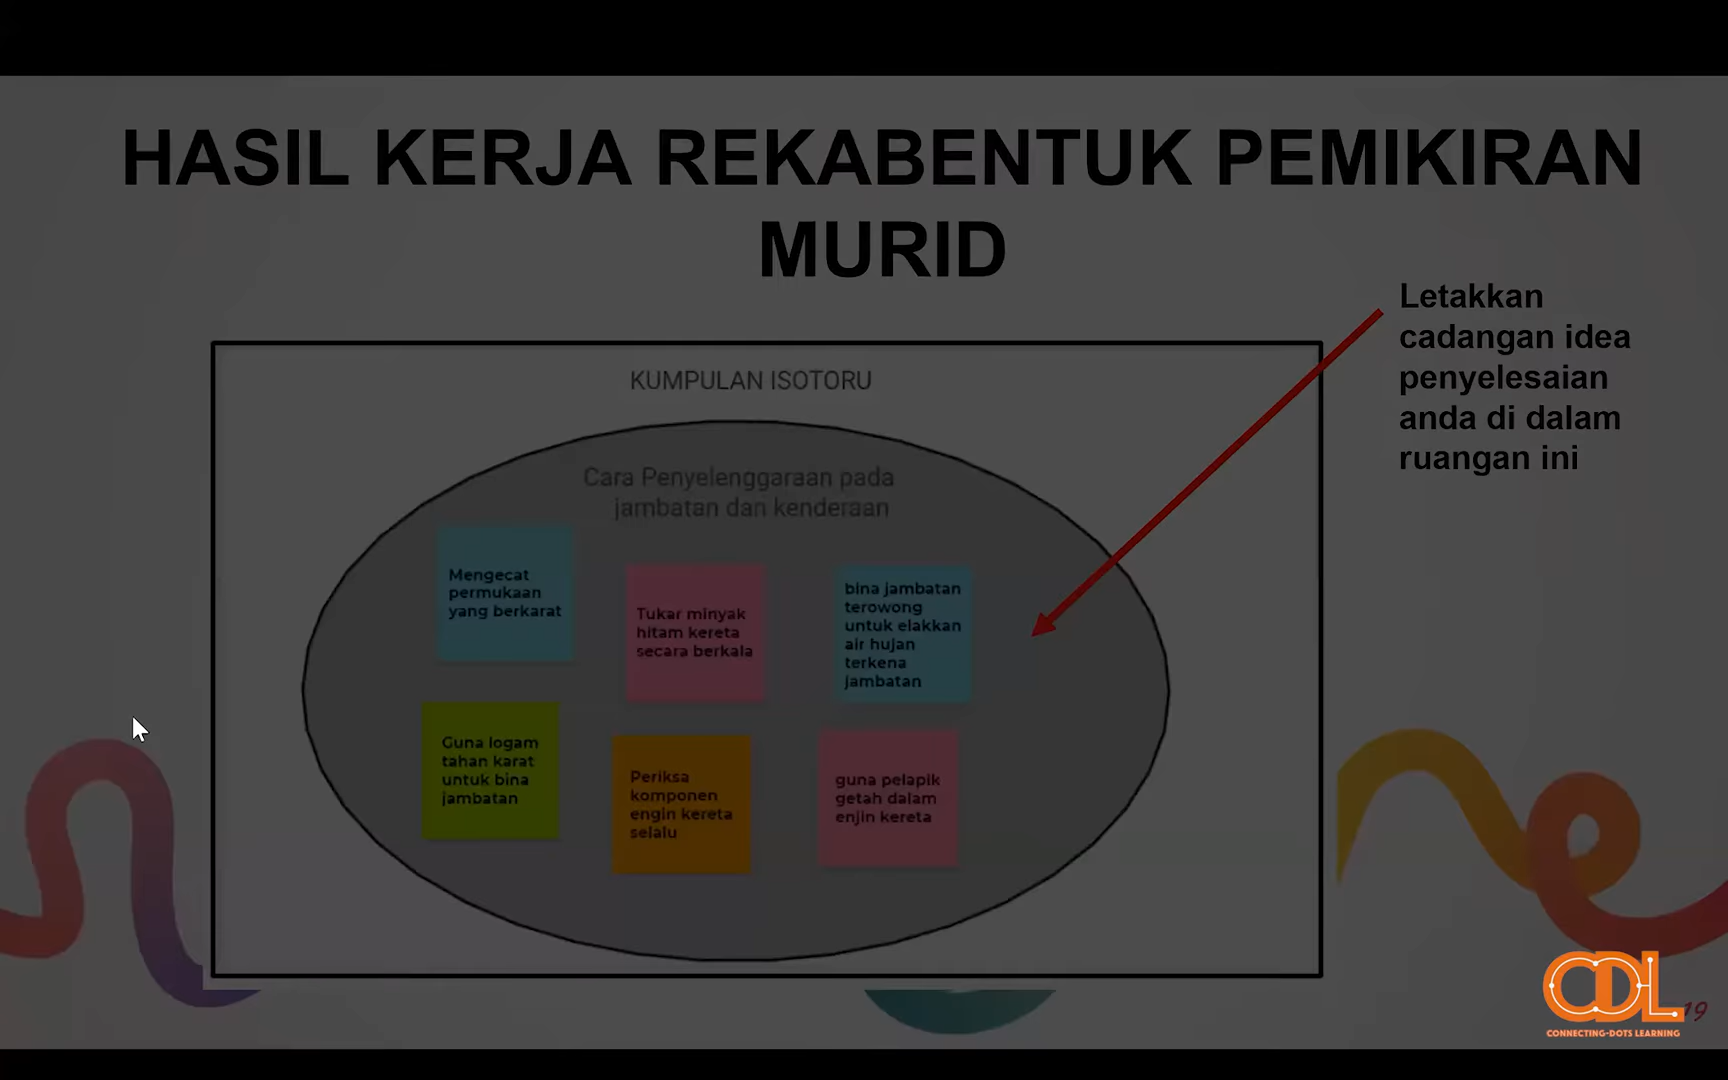 HASIL KERJA REKABENTUK PEMIKIRAN
MURID
Letakkan
cadangan idea
penyelesaian
anda di dalam
ruangan ini
KUMPULAN ISOTORU
Cara Penyelenggaraan pada
jambatan dan kenderaan
Mengecat
permukaan
yang berkarat
Tukar minyak
hitam kereta
secara berkala
bina jambatan
terowong
untuk elakkan
air hujan
terkena
jambatan
Guna logam
tahan karat
untuk bina
jambatan
Periksa
komponen
engin kereta
selalu
guna pelapik
getah dalam
enjin kereta
CDL
CONNECTING-DOTS LEARNING
19